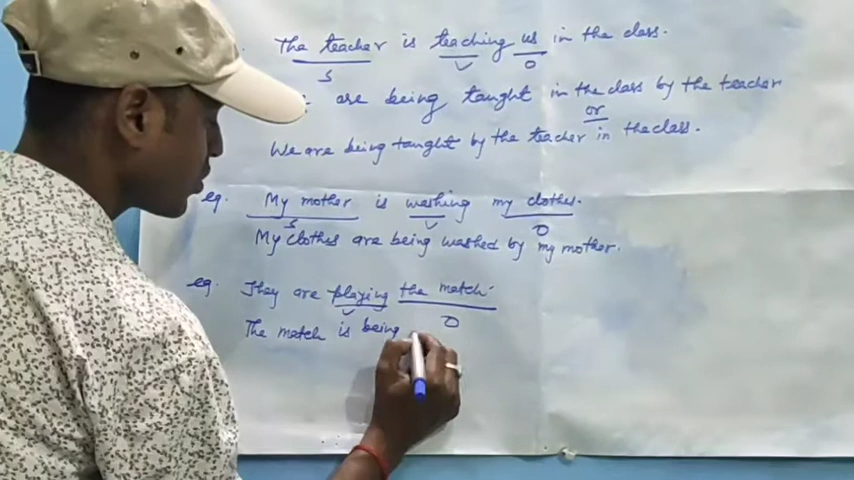 The teacher is teaching us in the class.
S V O
are being taught in the class by the teacher
or
We are being taught by the teacher in the class.
eg. My mother is washing my clothes.
S V O
My clothes are being washed by my mother.
eg. They are playing the match.
V O
The match is being